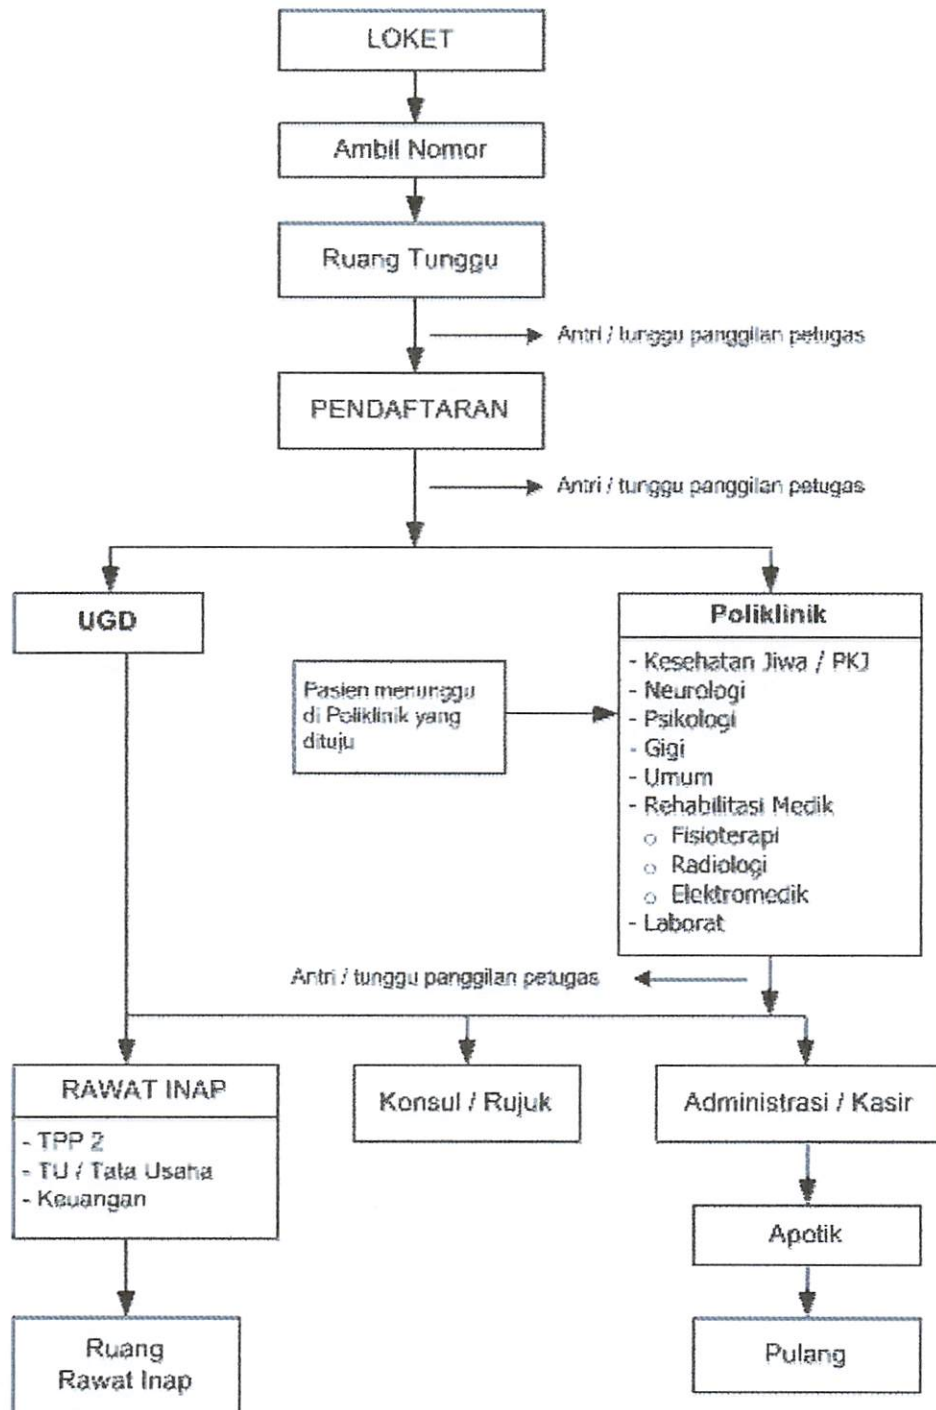 LOKET
Ambil Nomor
Ruang Tunggu
Antri / tunggu panggilan petugas
PENDAFTARAN
Antri / tunggu panggilan petugas
UGD
Poliklinik
- Kesehatan Jiwa / PKJ
- Neurologi
- Psikologi
- Gigi
- Umum
- Rehabilitasi Medik
o Fisioterapi
o Radiologi
o Elektromedik
- Laborat
Pasien menunggu
di Poliklinik yang
dituju
Antri / tunggu panggilan petugas
RAWAT INAP
- TPP 2
- TU / Tata Usaha
- Keuangan
Konsul / Rujuk
Administrasi / Kasir
Apotik
Ruang
Rawat Inap
Pulang